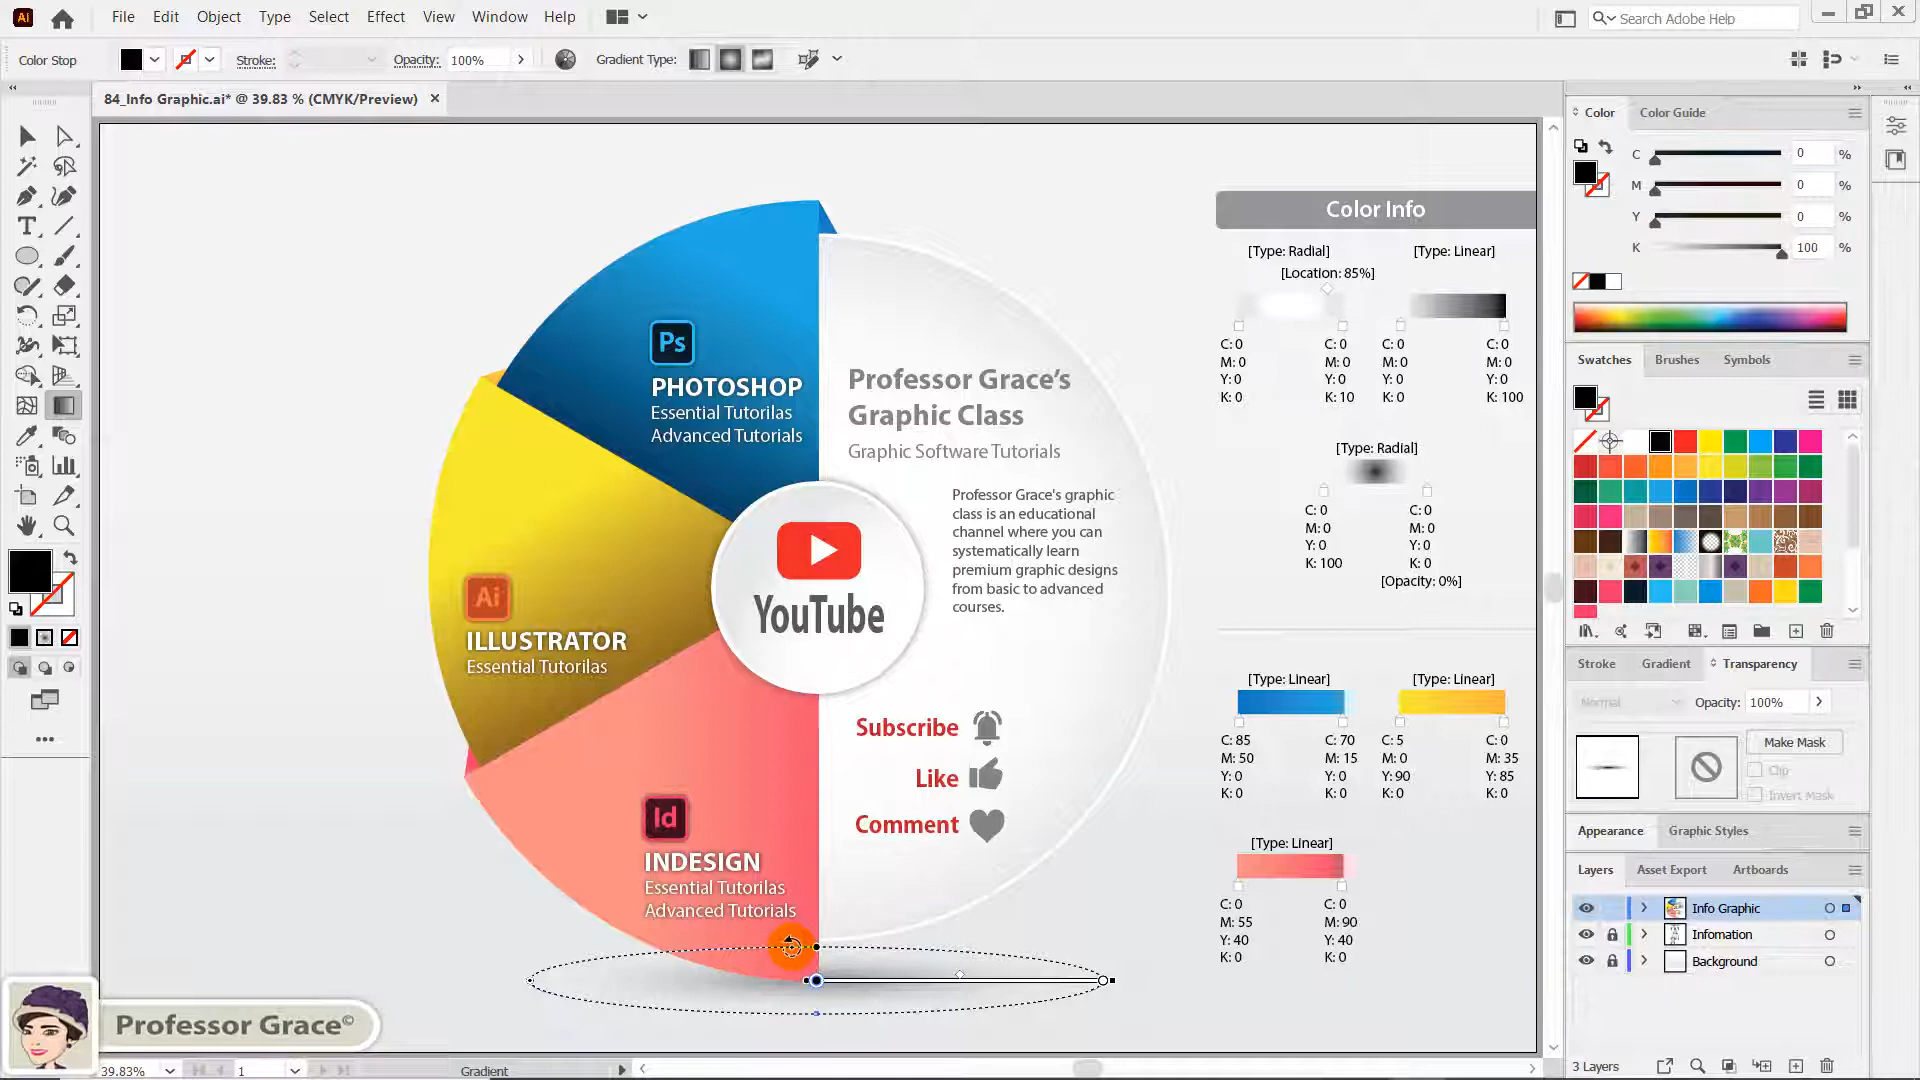 Ai File Edit Object Type Select Effect View Window Help Search Adobe Help
Color Stop Stroke: Opacity: 100% Gradient Type:
84_Info Graphic.ai* @ 39.83 % (CMYK/Preview)
Ps
PHOTOSHOP
Essential Tutorilas
Advanced Tutorials
Ai
ILLUSTRATOR
Essential Tutorilas
Id
INDESIGN
Essential Tutorilas
Advanced Tutorials
YouTube
Professor Grace's
Graphic Class
Graphic Software Tutorials
Professor Grace's graphic
class is an educational
channel where you can
systematically learn
premium graphic designs
from basic to advanced
courses.
Subscribe
Like
Comment
Color Info
[Type: Radial] [Type: Linear]
[Location: 85%]
C: 0 C: 0 C: 0 C: 0
M: 0 M: 0 M: 0 M: 0
Y: 0 Y: 0 Y: 0 Y: 0
K: 0 K: 10 K: 0 K: 100
[Type: Radial]
C: 0 C: 0
M: 0 M: 0
Y: 0 Y: 0
K: 100 K: 0
[Opacity: 0%]
[Type: Linear] [Type: Linear]
C: 85 C: 70 C: 5 C: 0
M: 50 M: 15 M: 0 M: 35
Y: 0 Y: 0 Y: 90 Y: 85
K: 0 K: 0 K: 0 K: 0
[Type: Linear]
C: 0 C: 0
M: 55 M: 90
Y: 40 Y: 40
K: 0 K: 0
Color Color Guide
C 0 %
M 0 %
Y 0 %
K 100 %
Swatches Brushes Symbols
Stroke Gradient Transparency
Normal Opacity: 100%
Make Mask
Clip
Invert Mask
Appearance Graphic Styles
Layers Asset Export Artboards
Info Graphic
Infomation
Background
3 Layers
Professor Grace©
39.83% 1 Gradient